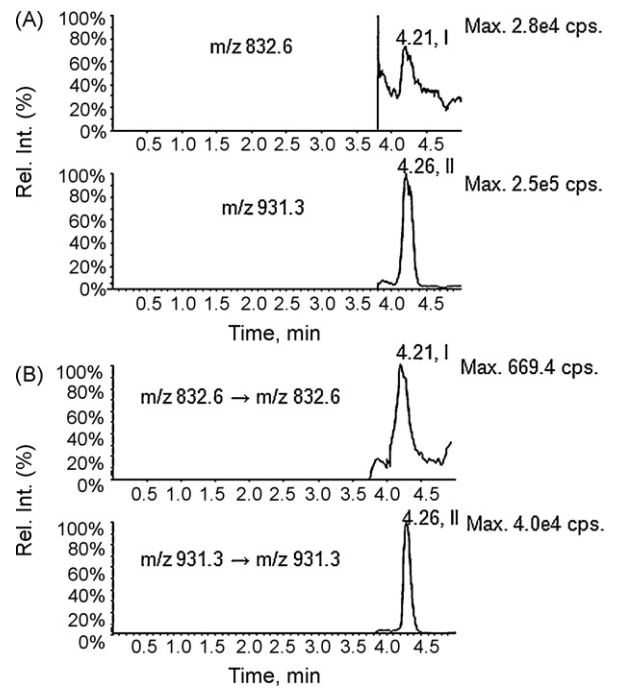 (A)
100%
80%
60%
40%
20%
0%
m/z 832.6
4.21, I
Max. 2.8e4 cps.
0.5 1.0 1.5 2.0 2.5 3.0 3.5 4.0 4.5
100%
80%
60%
40%
20%
0%
m/z 931.3
4.26, II
Max. 2.5e5 cps.
0.5 1.0 1.5 2.0 2.5 3.0 3.5 4.0 4.5
Rel. Int. (%)
Time, min
(B)
100%
80%
60%
40%
20%
0%
m/z 832.6 → m/z 832.6
4.21, I
Max. 669.4 cps.
0.5 1.0 1.5 2.0 2.5 3.0 3.5 4.0 4.5
100%
80%
60%
40%
20%
0%
m/z 931.3 → m/z 931.3
4.26, II
Max. 4.0e4 cps.
0.5 1.0 1.5 2.0 2.5 3.0 3.5 4.0 4.5
Rel. Int. (%)
Time, min